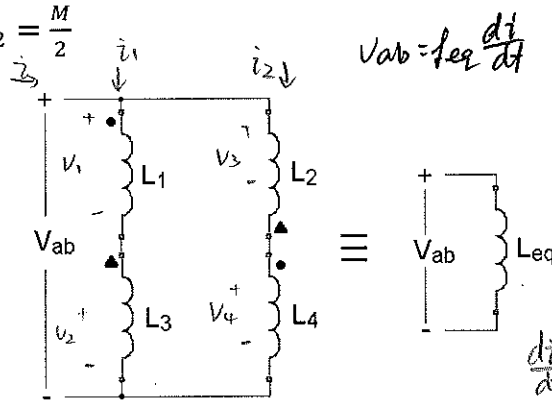 2 = M/2
i, i₁ i₂ Vab = Leq di/dt
+ + • +
V₁ L₁ V₃ L₂
- - ▲ +
Vab ▲ • ≡ Vab Leq
+ +
V₂ L₃ V₄ L₄ -
- -
- di